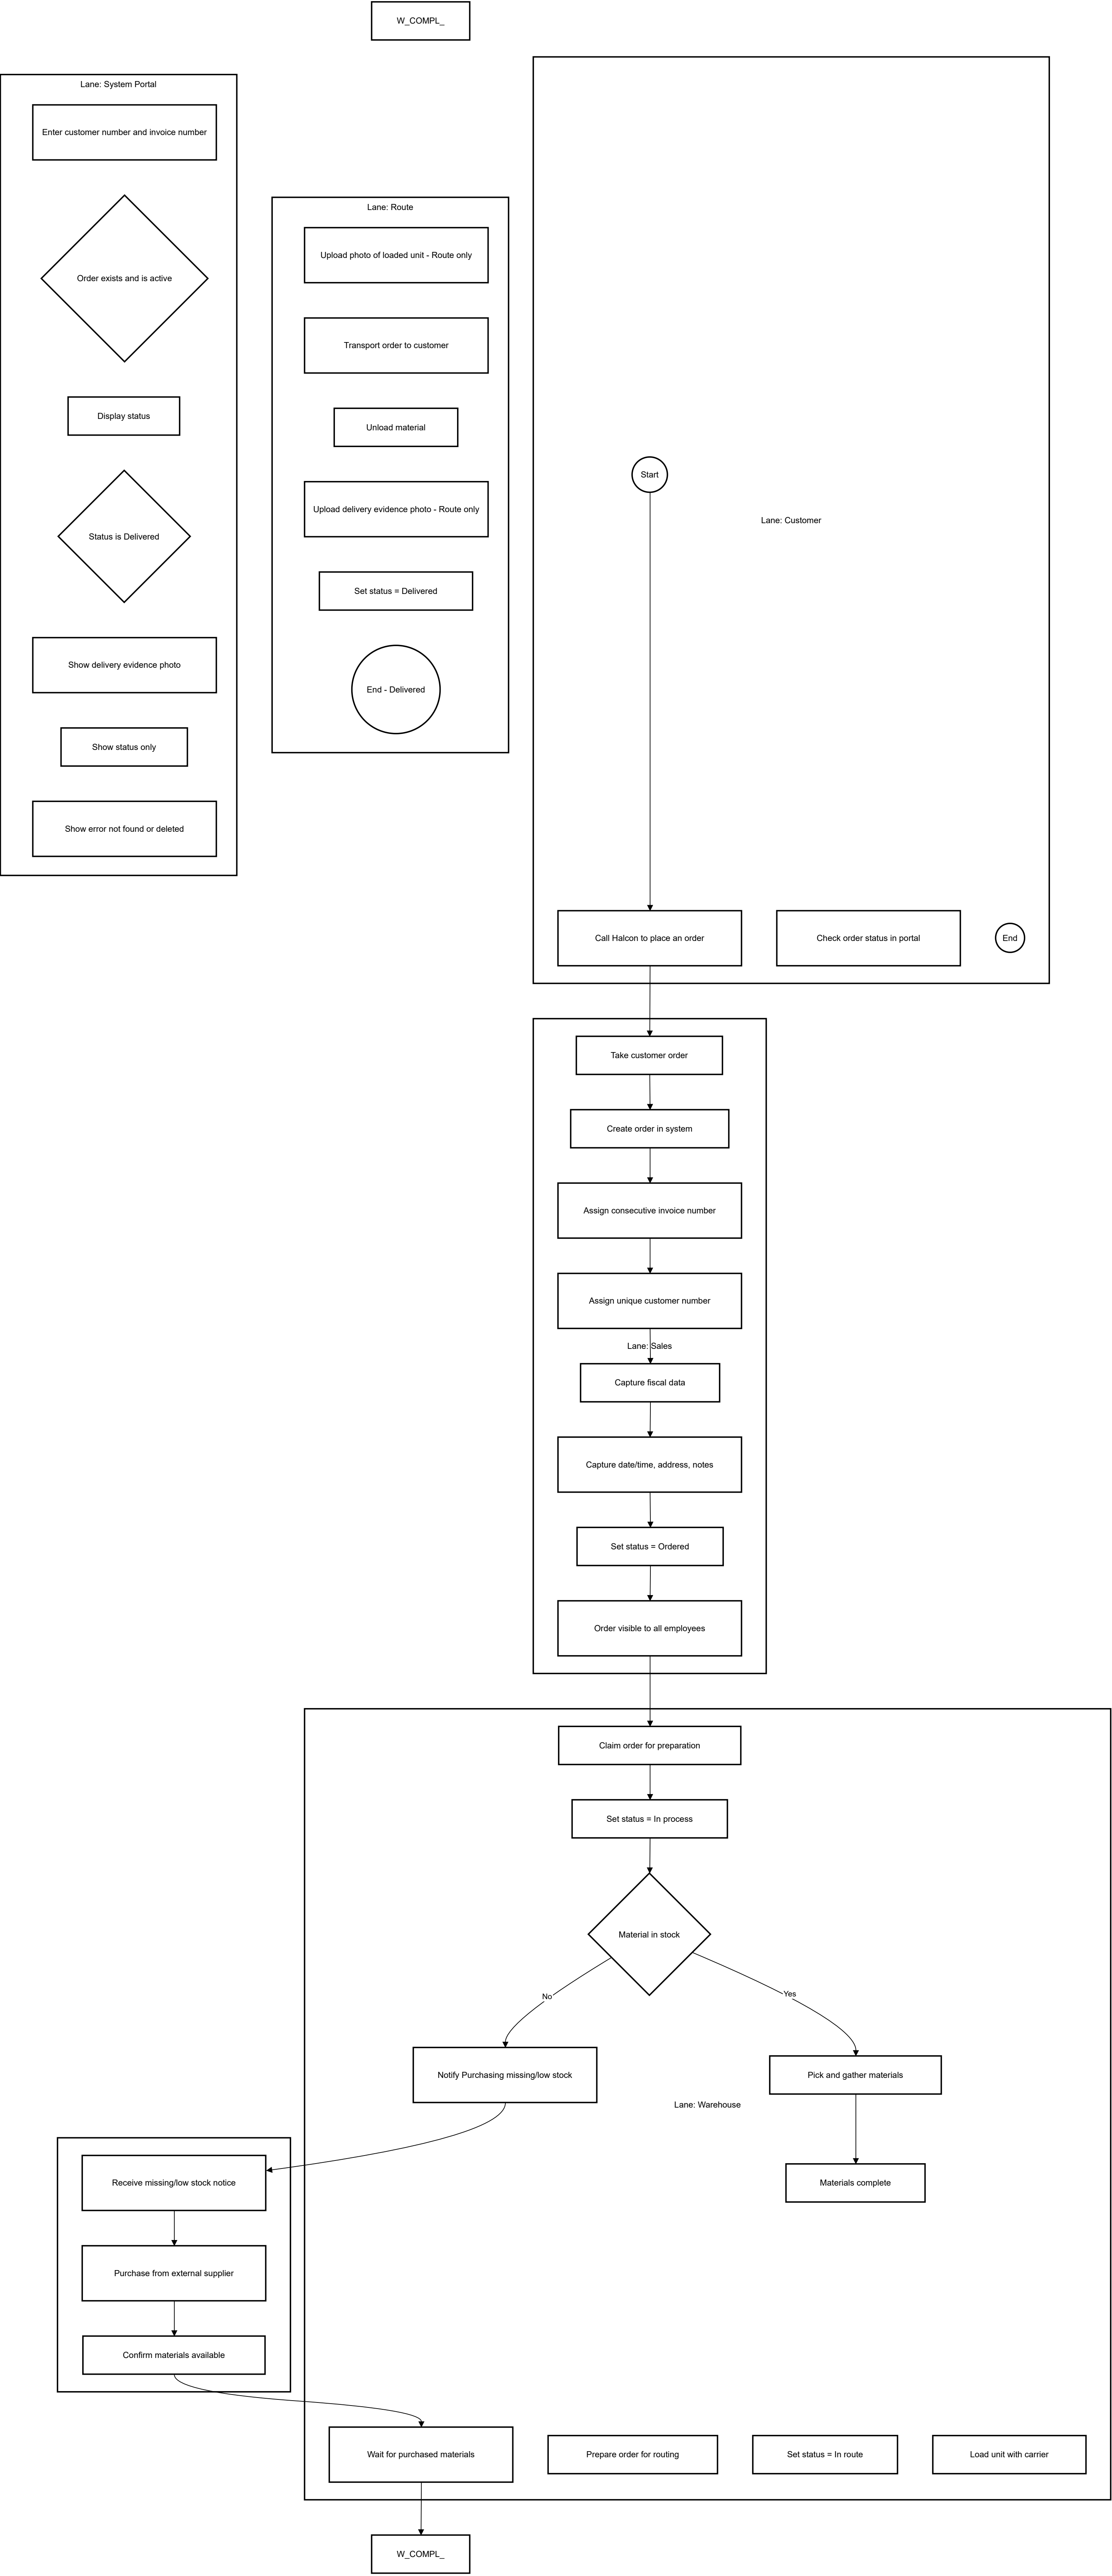 W_COMPL_
Lane: System Portal
Enter customer number and invoice number
Order exists and is active
Display status
Status is Delivered
Show delivery evidence photo
Show status only
Show error not found or deleted
Lane: Route
Upload photo of loaded unit - Route only
Transport order to customer
Unload material
Upload delivery evidence photo - Route only
Set status = Delivered
End - Delivered
Start
Lane: Customer
Call Halcon to place an order
Check order status in portal
End
Take customer order
Create order in system
Assign consecutive invoice number
Assign unique customer number
Lane: Sales
Capture fiscal data
Capture date/time, address, notes
Set status = Ordered
Order visible to all employees
Claim order for preparation
Set status = In process
Material in stock
No
Yes
Notify Purchasing missing/low stock
Pick and gather materials
Lane: Warehouse
Materials complete
Receive missing/low stock notice
Purchase from external supplier
Confirm materials available
Wait for purchased materials
Prepare order for routing
Set status = In route
Load unit with carrier
W_COMPL_